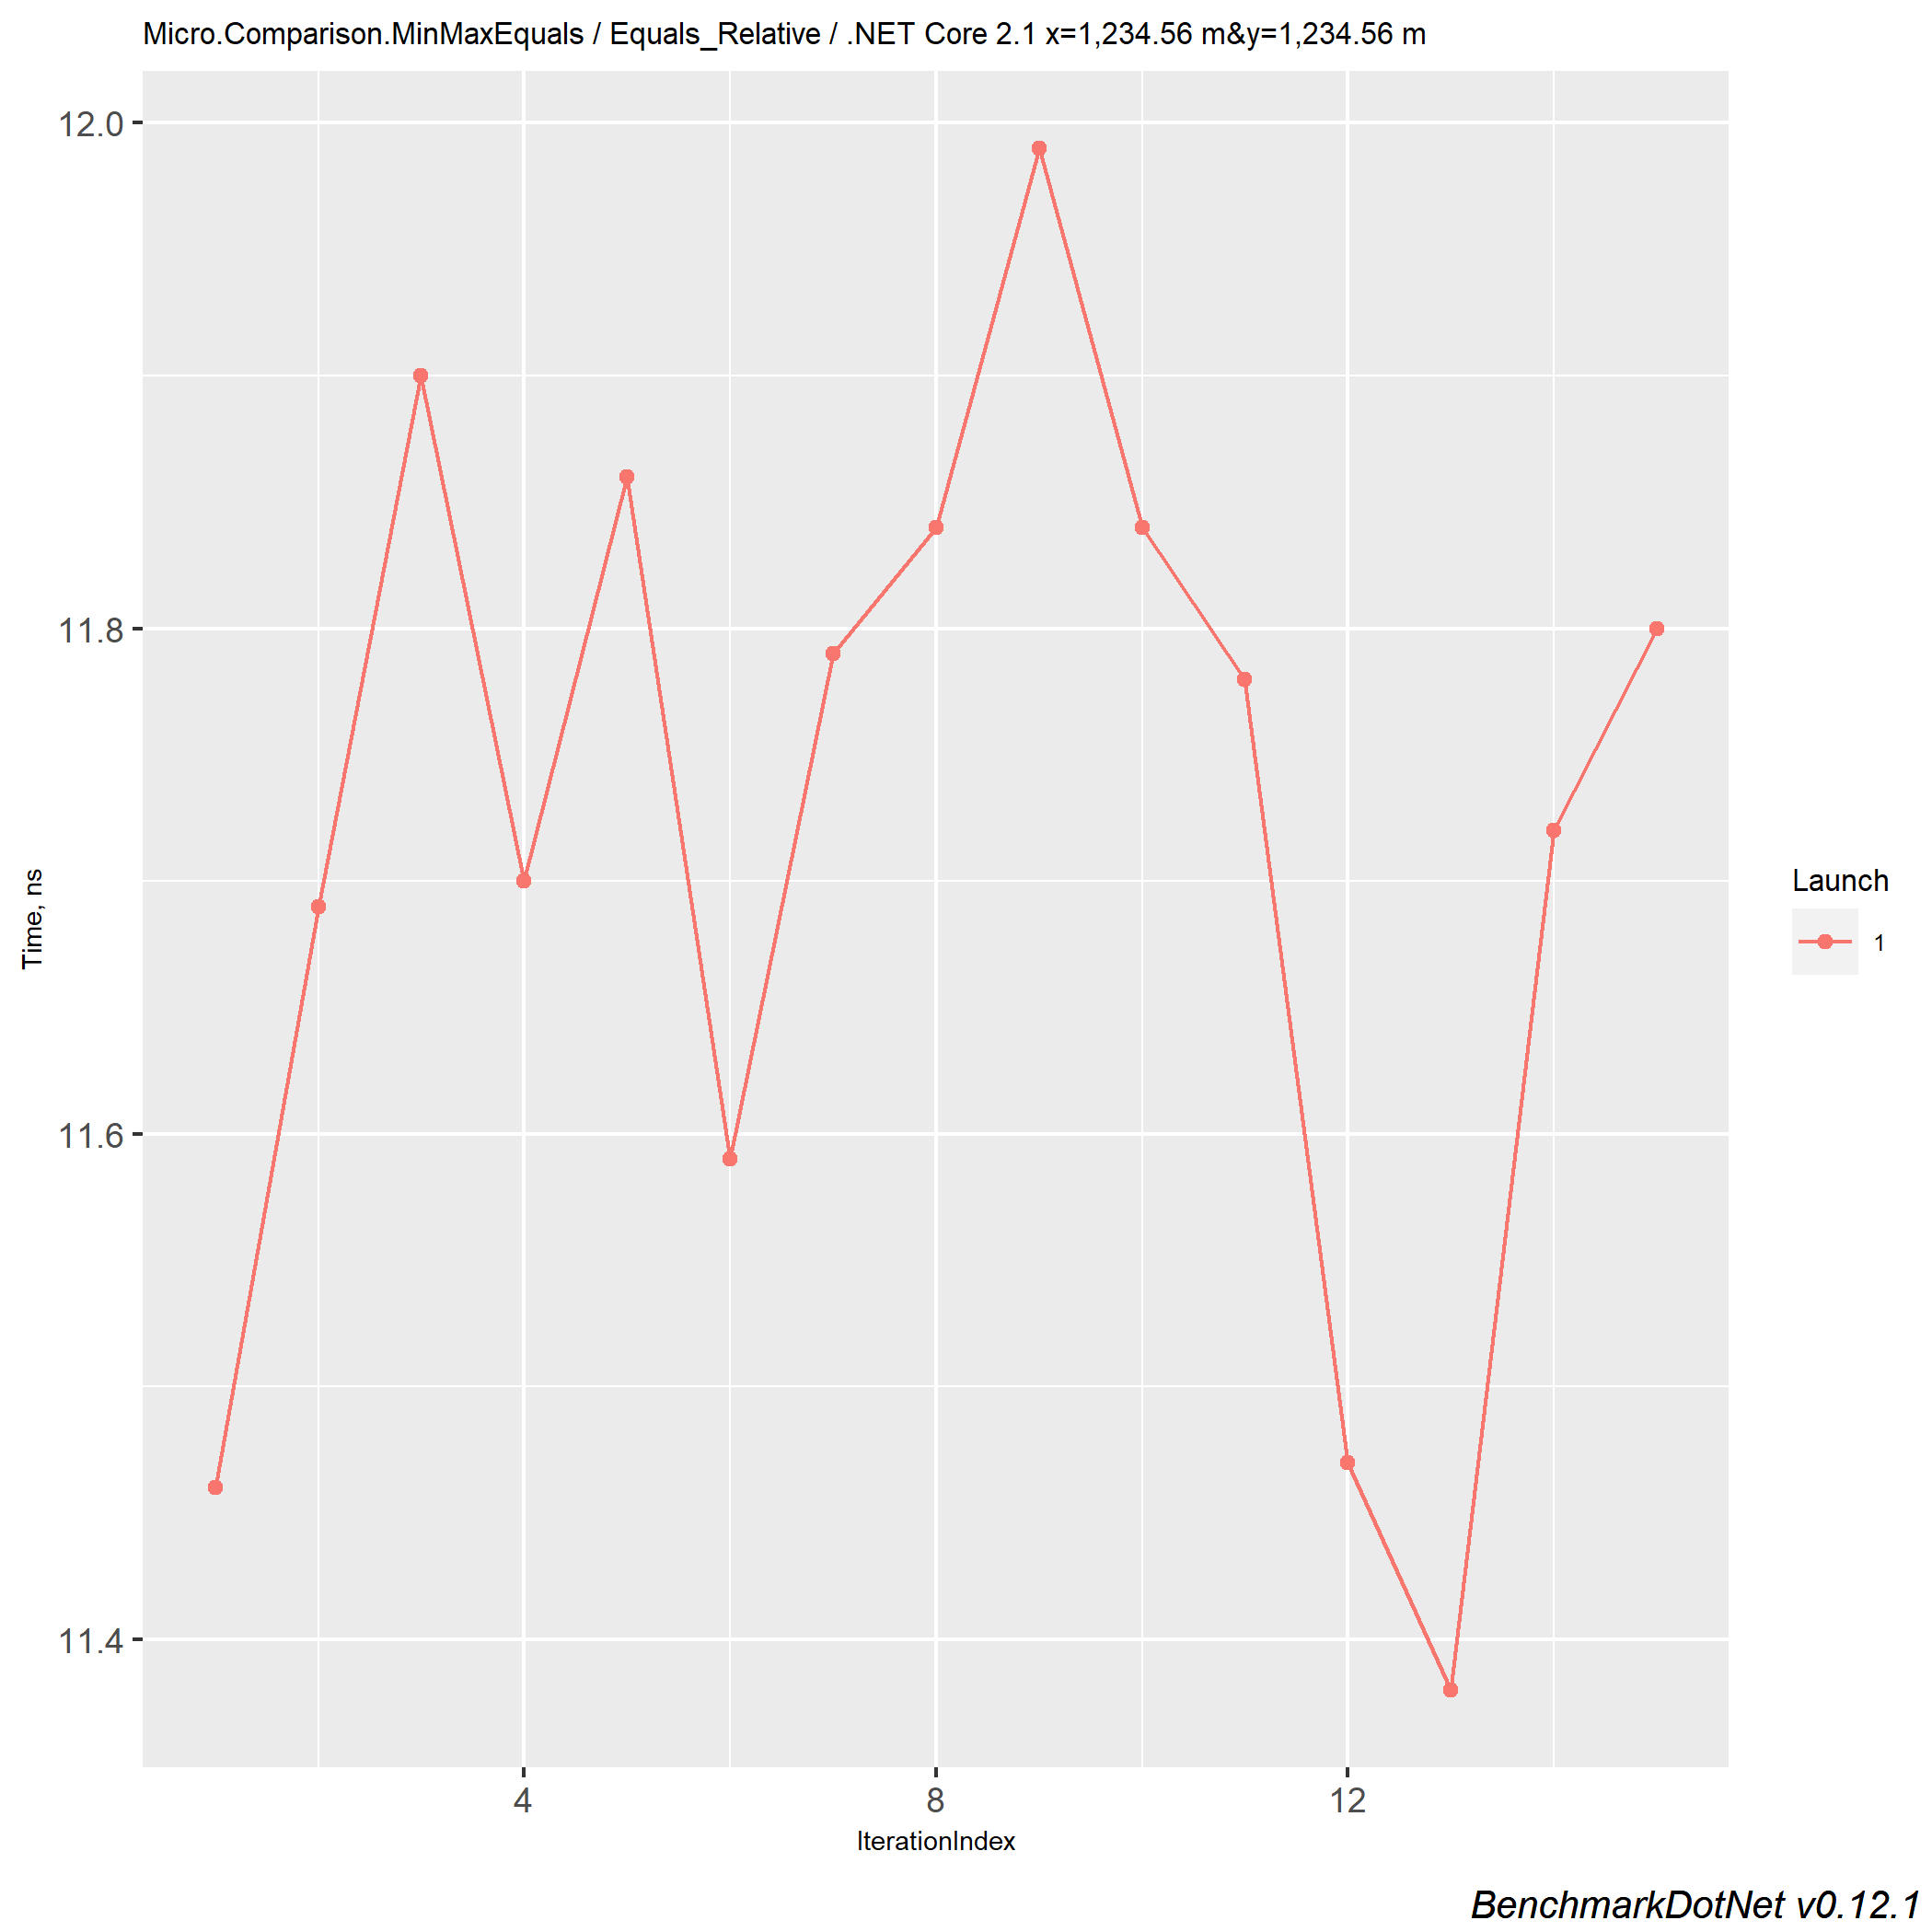 Micro.Comparison.MinMaxEquals / Equals_Relative / .NET Core 2.1 x=1,234.56 m&y=1,234.56 m
12.0
11.8
11.6
11.4
Time, ns
4
8
12
IterationIndex
Launch
1
BenchmarkDotNet v0.12.1